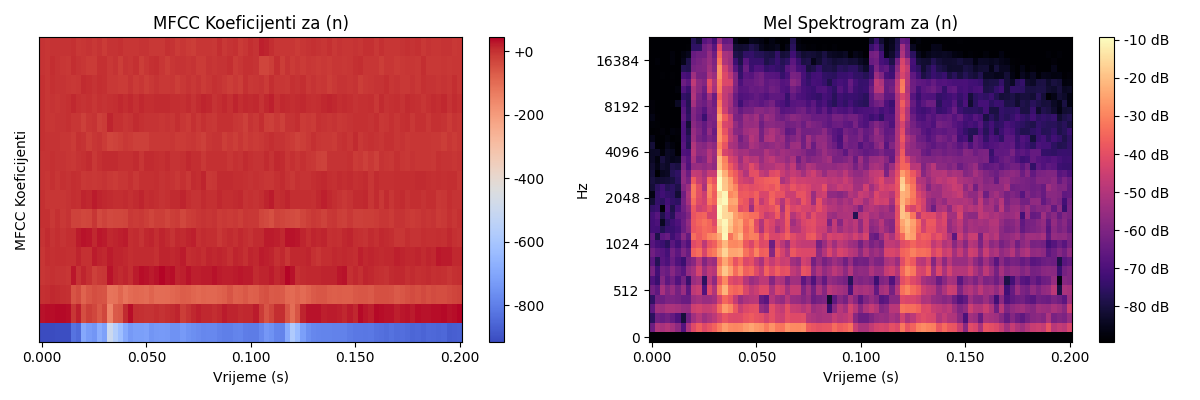 MFCC Koeficijenti za (n)
MFCC Koeficijenti
0.000 0.050 0.100 0.150 0.200
Vrijeme (s)
+0
-200
-400
-600
-800
Mel Spektrogram za (n)
Hz
16384
8192
4096
2048
1024
512
0
0.000 0.050 0.100 0.150 0.200
Vrijeme (s)
-10 dB
-20 dB
-30 dB
-40 dB
-50 dB
-60 dB
-70 dB
-80 dB